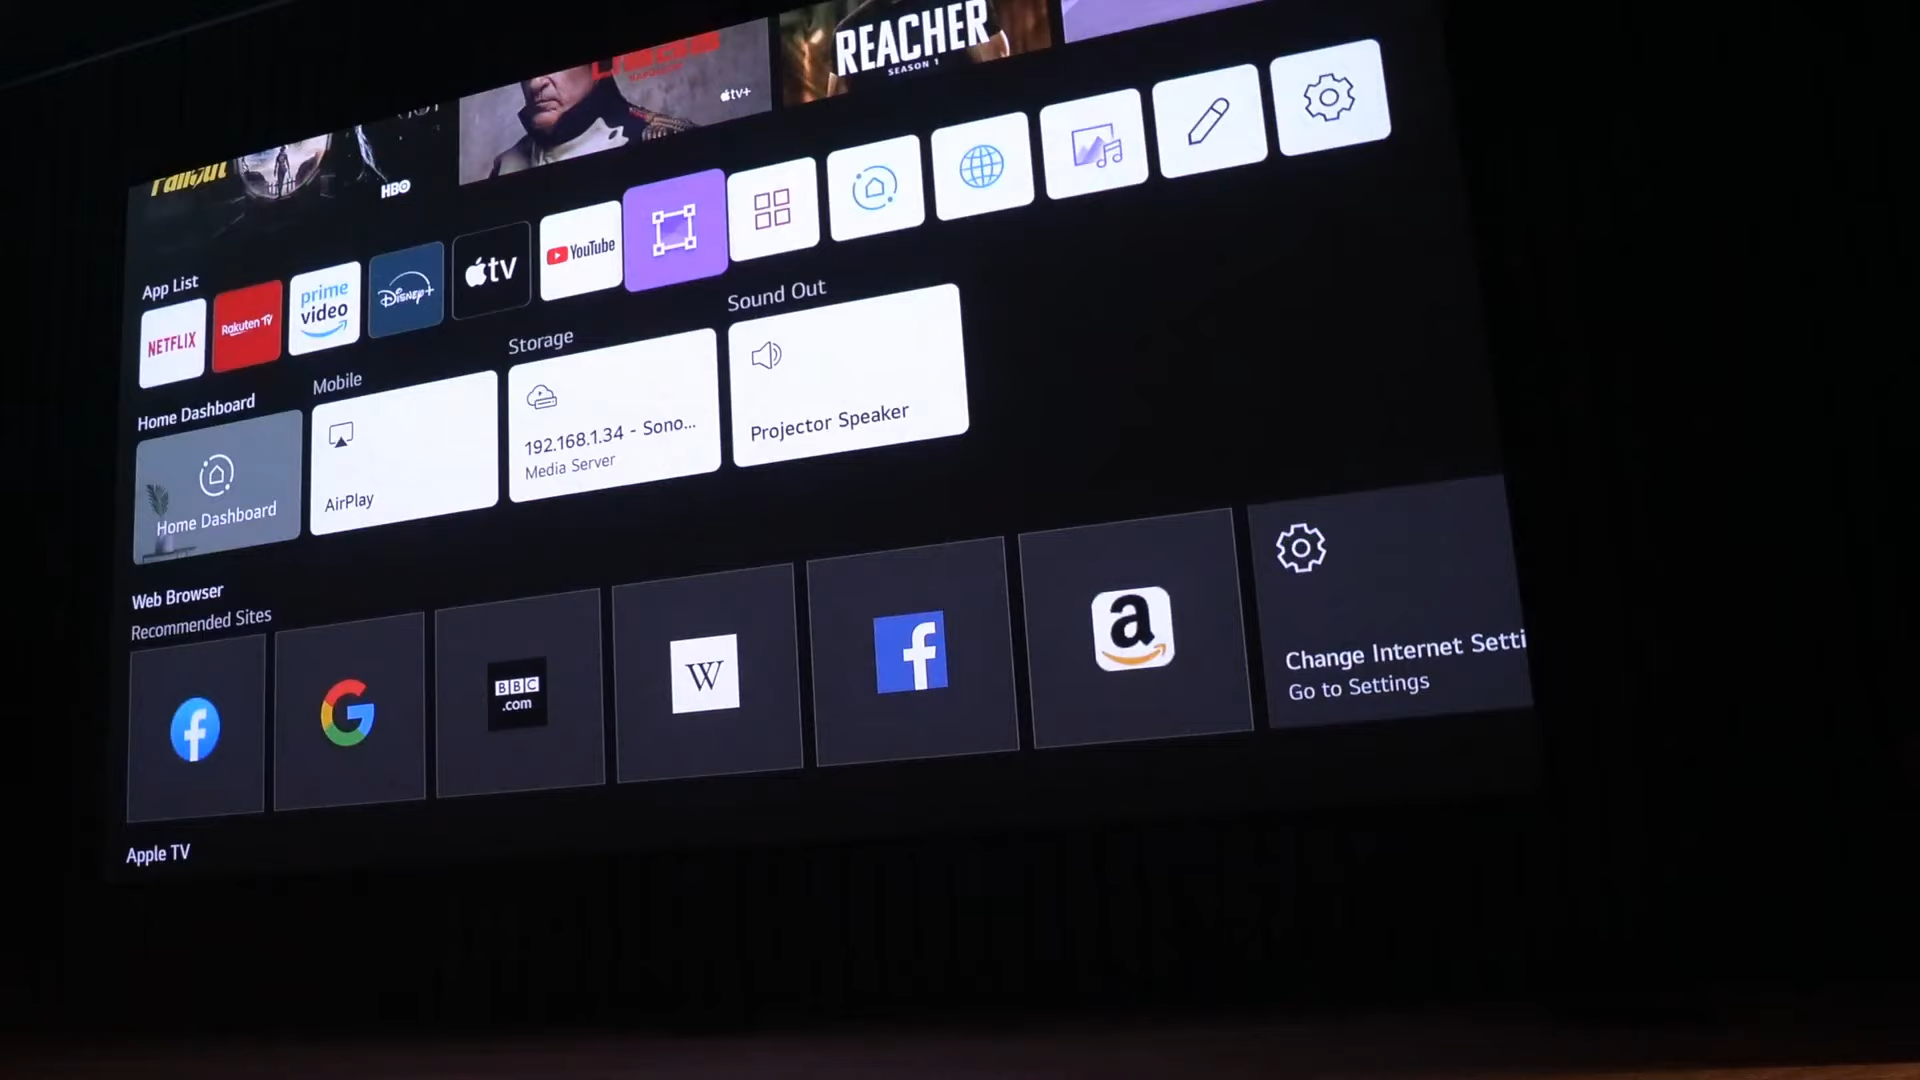 Fallout
HBO
tv+
REACHER
SEASON 1
App List
NETFLIX
Rakuten TV
prime video
Disney+
tv
YouTube
Home Dashboard
Home Dashboard
Mobile
AirPlay
Storage
192.168.1.34 - Sono...
Media Server
Sound Out
Projector Speaker
Web Browser
Recommended Sites
BBC
.com
W
Change Internet Setti
Go to Settings
Apple TV